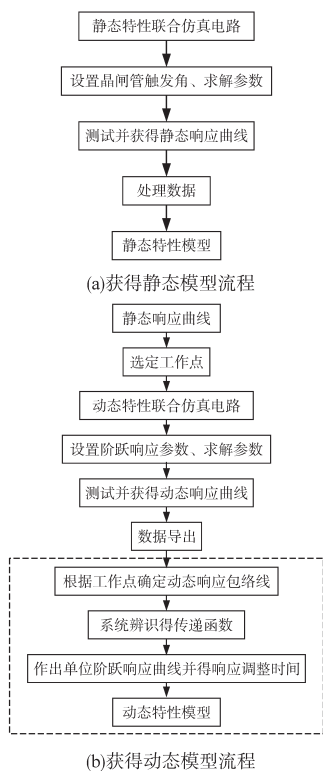 静态特性联合仿真电路
设置晶闸管触发角、求解参数
测试并获得静态响应曲线
处理数据
静态特性模型
(a)获得静态模型流程
静态响应曲线
选定工作点
动态特性联合仿真电路
设置阶跃响应参数、求解参数
测试并获得动态响应曲线
数据导出
根据工作点确定动态响应包络线
系统辨识得传递函数
作出单位阶跃响应曲线并得响应调整时间
动态特性模型
(b)获得动态模型流程